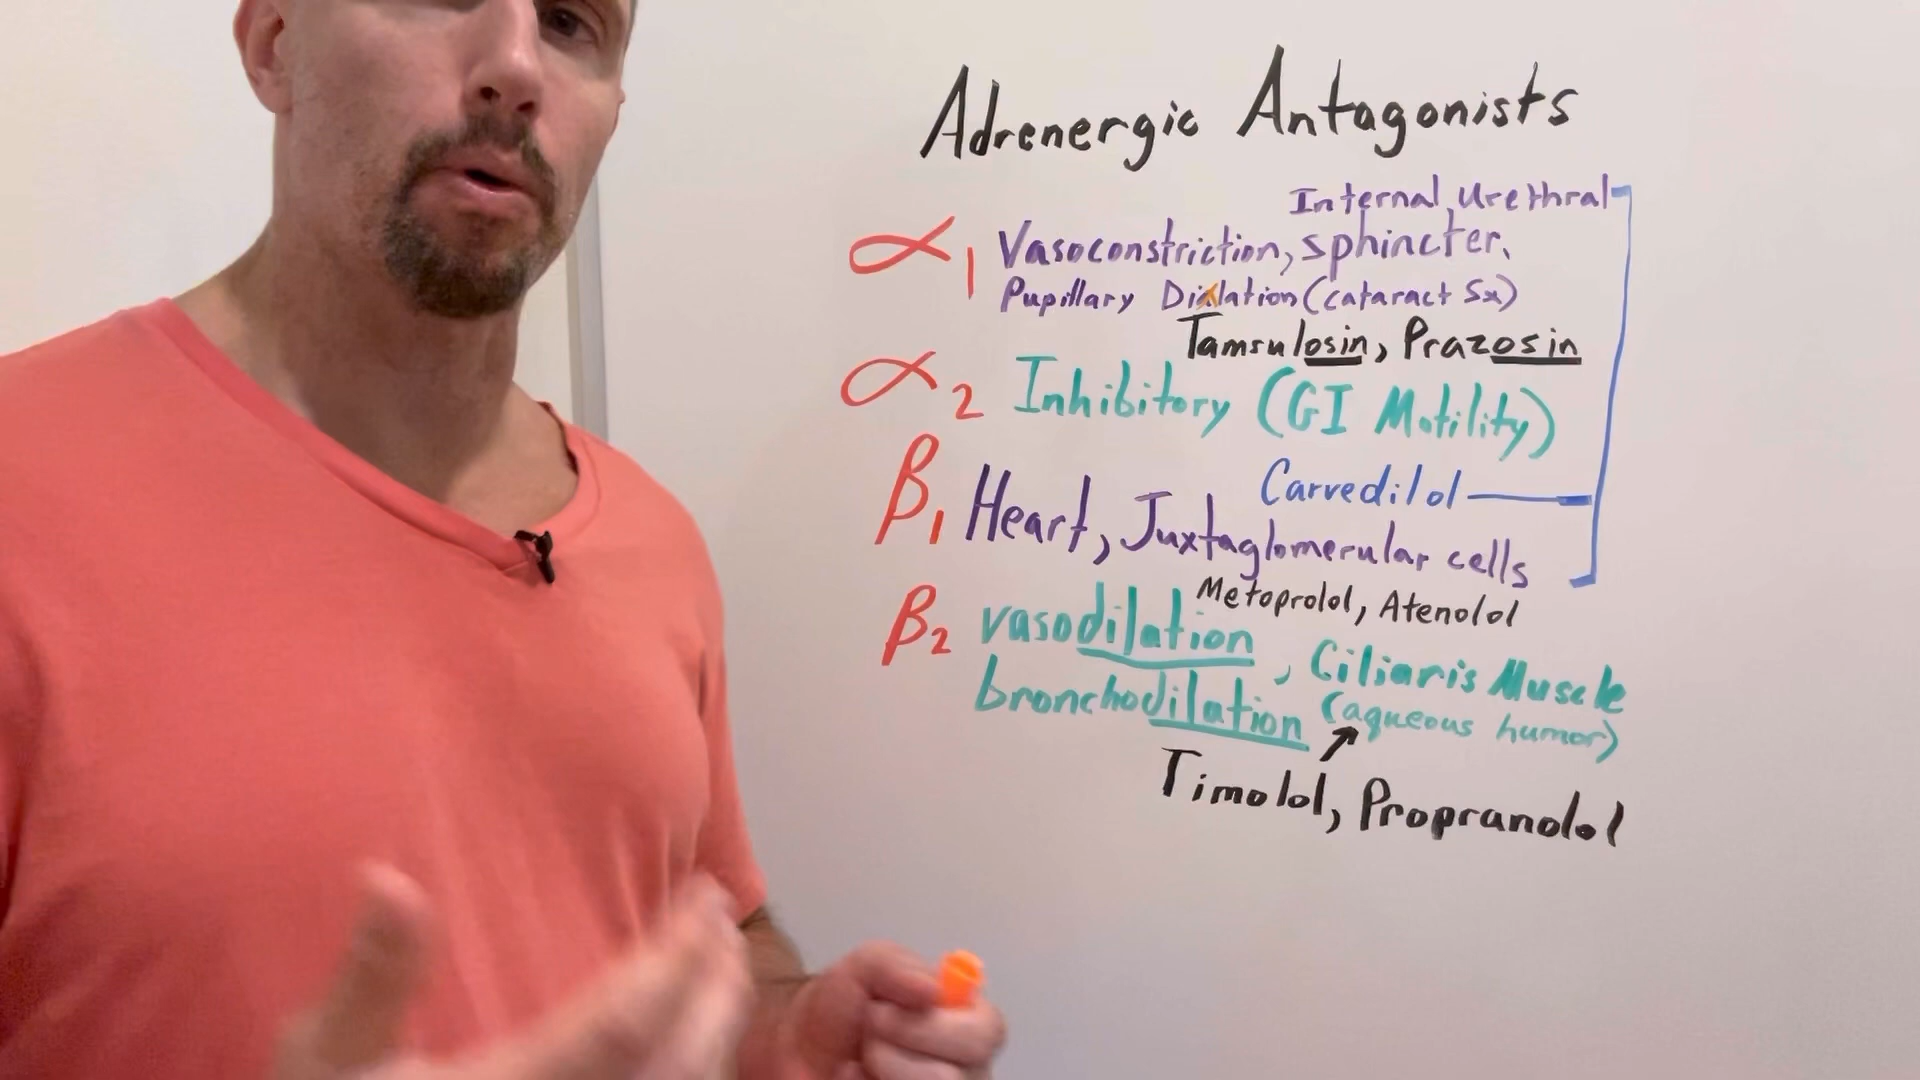 Adrenergic Antagonists
Internal urethral
α1 Vasoconstriction, sphincter,
Pupillary Dilation (cataract Sx)
Tamsulosin, Prazosin
α2 Inhibitory (GI Motility)
Carvedilol
β1 Heart, Juxtaglomerular cells
Metoprolol, Atenolol
β2 vasodilation, Ciliaris Muscle
bronchodilation (aqueous humor)
Timolol, Propranolol